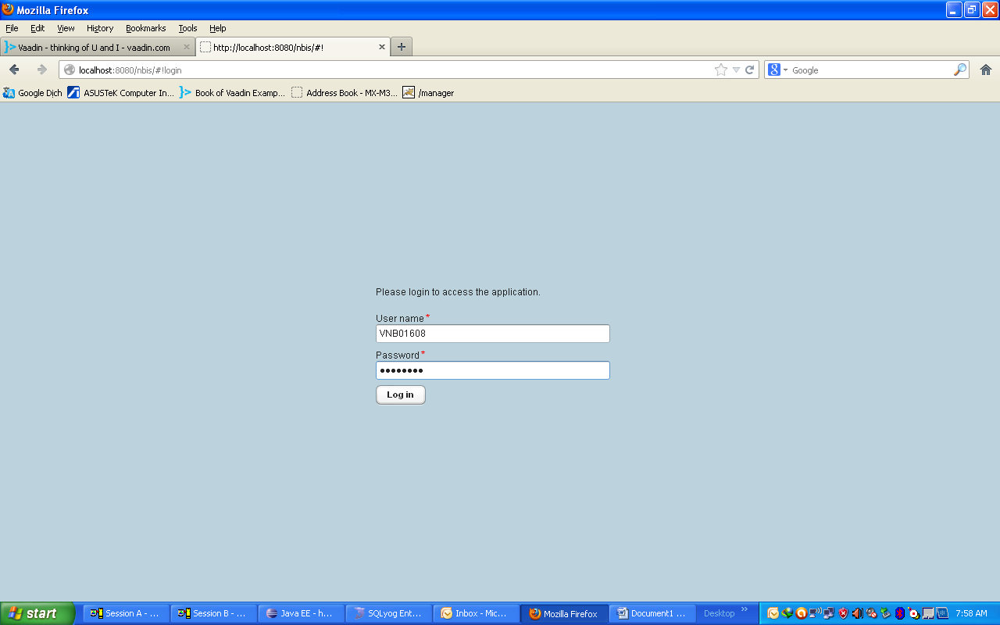 Mozilla Firefox
File Edit View History Bookmarks Tools Help
Vaadin - thinking of U and I - vaadin.com
http://localhost:8080/nbis/#!
localhost:8080/nbis/#!login
Google
Google Dịch
ASUSTeK Computer In...
Book of Vaadin Examp...
Address Book - MX-M3...
/manager
Please login to access the application.
User name*
VNB01608
Password*
••••••••
Log in
start
Session A - ...
Session B - ...
Java EE - h...
SQLyog Ent...
Inbox - Mic...
Mozilla Firefox
Document1 ...
Desktop
7:58 AM